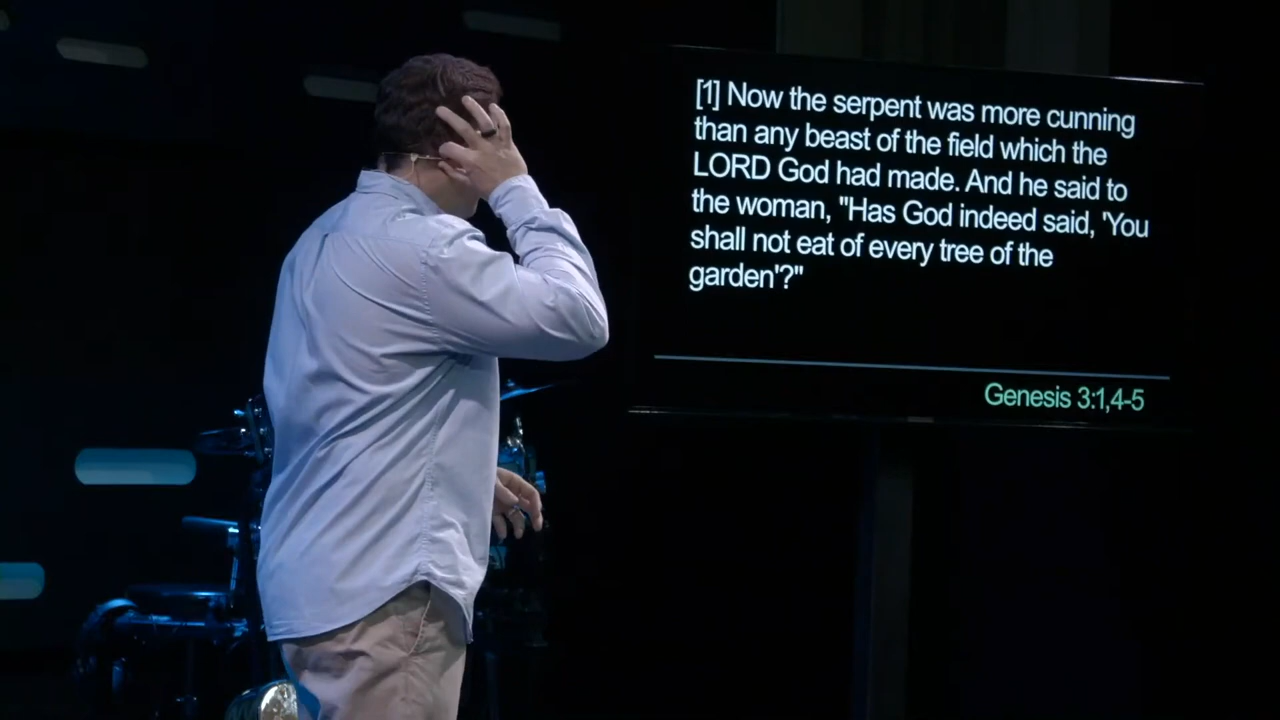 [1] Now the serpent was more cunning
than any beast of the field which the
LORD God had made. And he said to
the woman, "Has God indeed said, 'You
shall not eat of every tree of the
garden'?"
Genesis 3:1,4-5